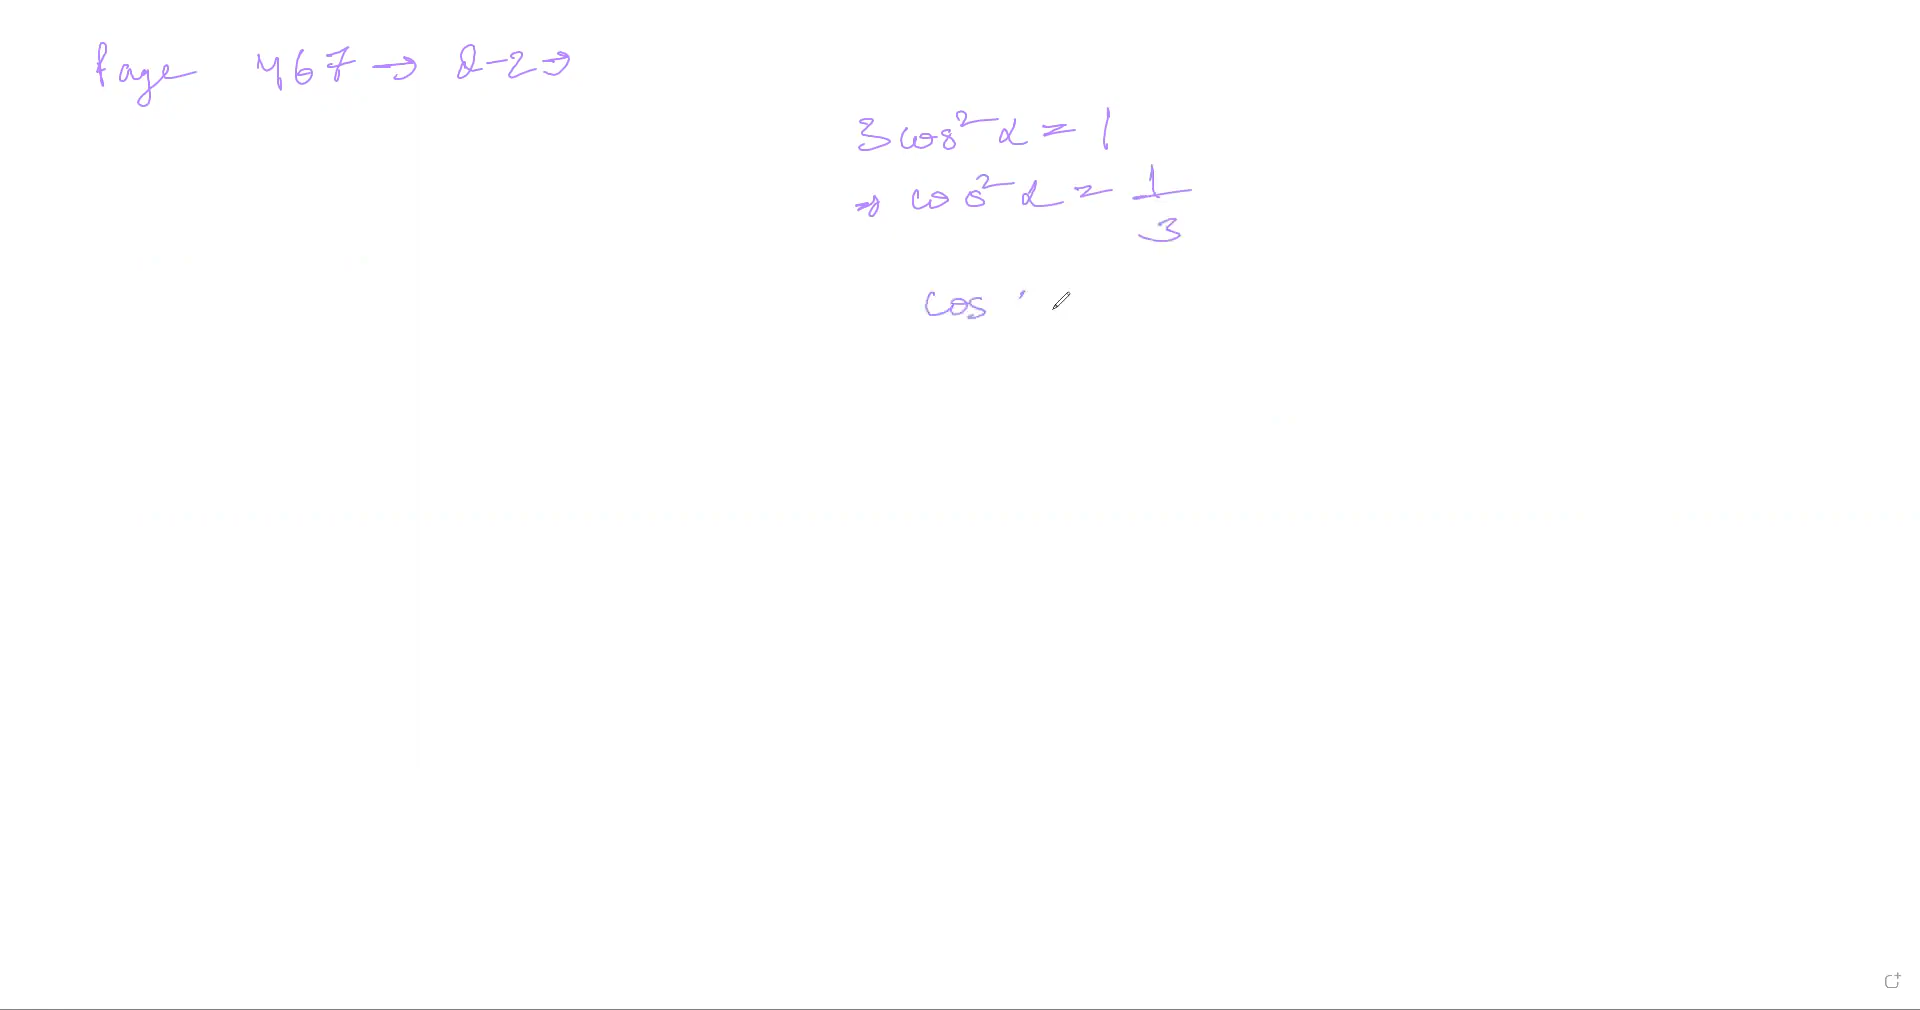 Page 467 → Q-2 →
3 cos² α = 1
⇒ cos² α = 1/3
cos